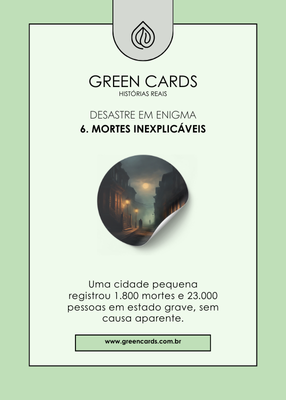 GREEN CARDS
HISTÓRIAS REAIS
DESASTRE EM ENIGMA
6. MORTES INEXPLICÁVEIS
Uma cidade pequena
registrou 1.800 mortes e 23.000
pessoas em estado grave, sem
causa aparente.
www.greencards.com.br